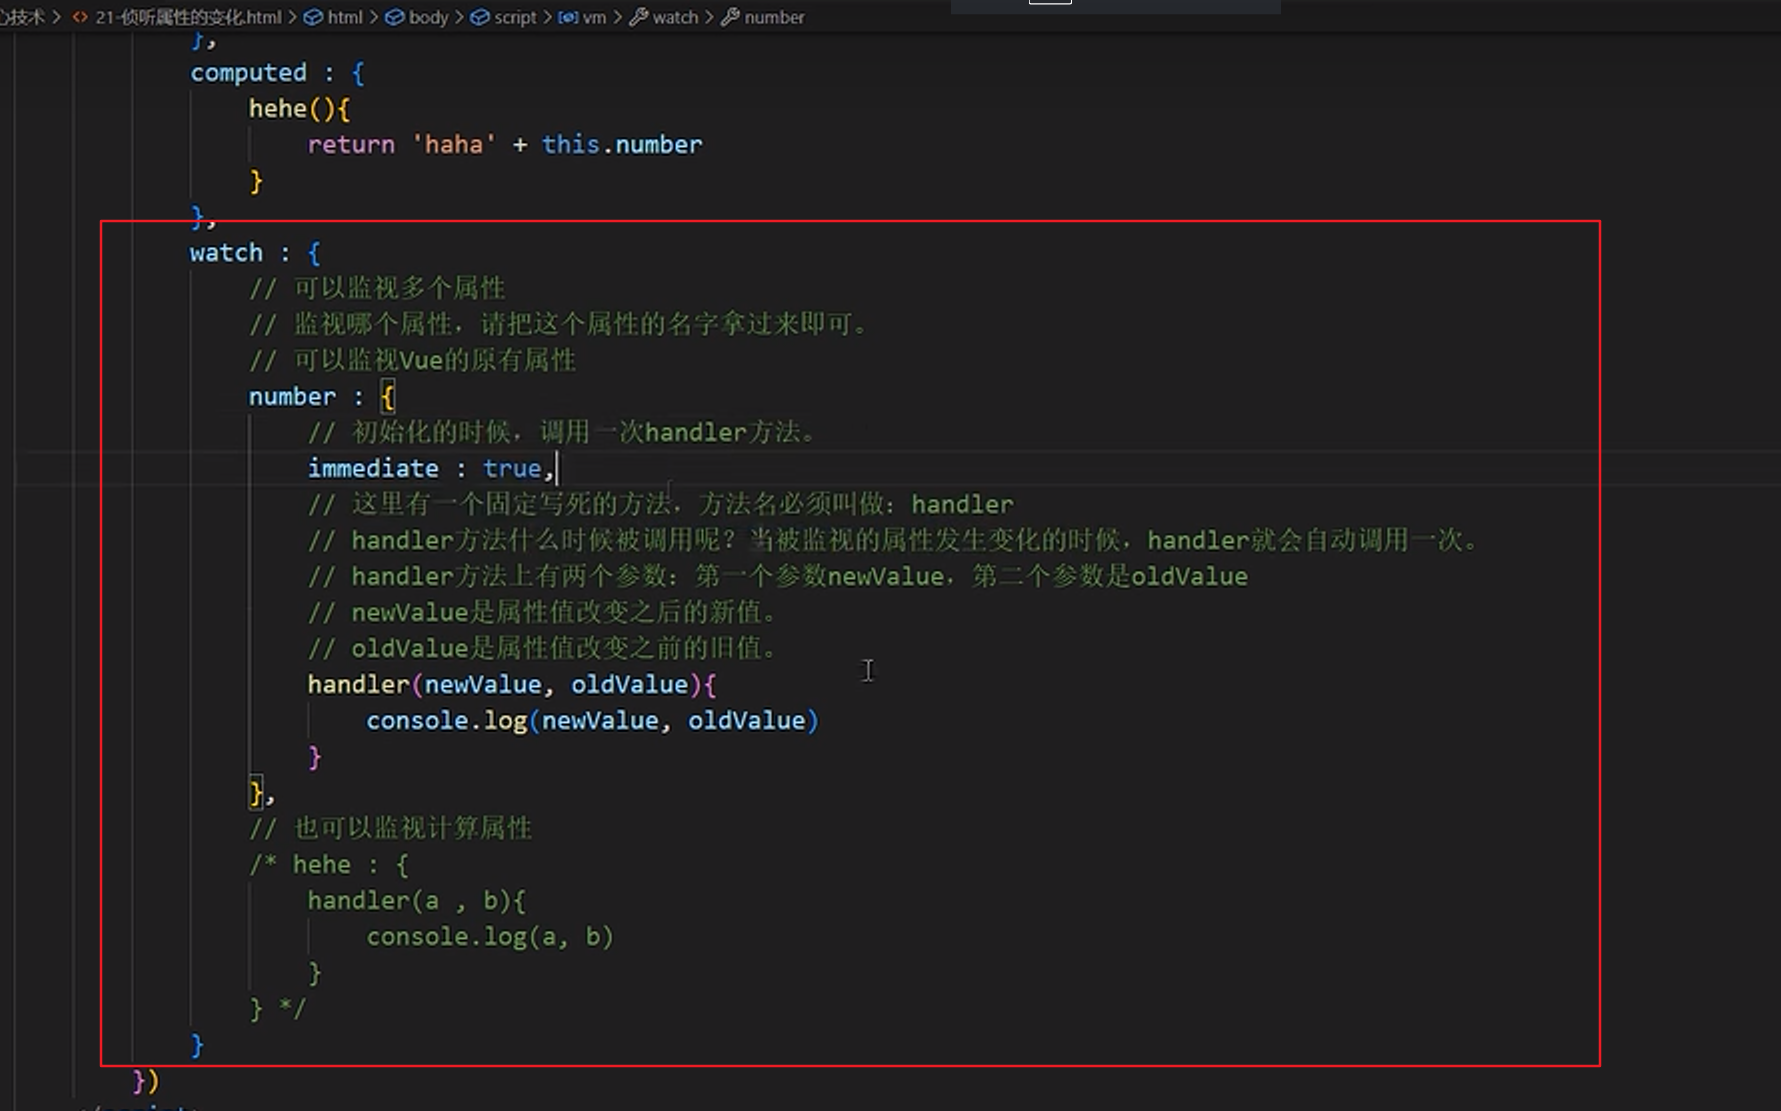 技术 > <> 21-侦听属性的变化.html > html > body > script > vm > watch > number
},
computed : {
hehe(){
return 'haha' + this.number
}
},
watch : {
// 可以监视多个属性
// 监视哪个属性，请把这个属性的名字拿过来即可。
// 可以监视Vue的原有属性
number : {
// 初始化的时候，调用一次handler方法。
immediate : true,
// 这里有一个固定写死的方法，方法名必须叫做：handler
// handler方法什么时候被调用呢？当被监视的属性发生变化的时候，handler就会自动调用一次。
// handler方法上有两个参数：第一个参数newValue，第二个参数是oldValue
// newValue是属性值改变之后的新值。
// oldValue是属性值改变之前的旧值。
handler(newValue, oldValue){
console.log(newValue, oldValue)
}
},
// 也可以监视计算属性
/* hehe : {
handler(a , b){
console.log(a, b)
}
} */
}
})